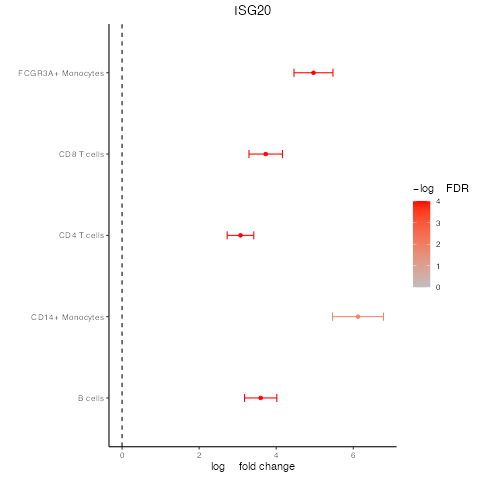 ISG20
FCGR3A+ Monocytes
CD8 T cells
CD4 T cells
CD14+ Monocytes
B cells
0 2 4 6
log fold change
−log FDR
4
3
2
1
0